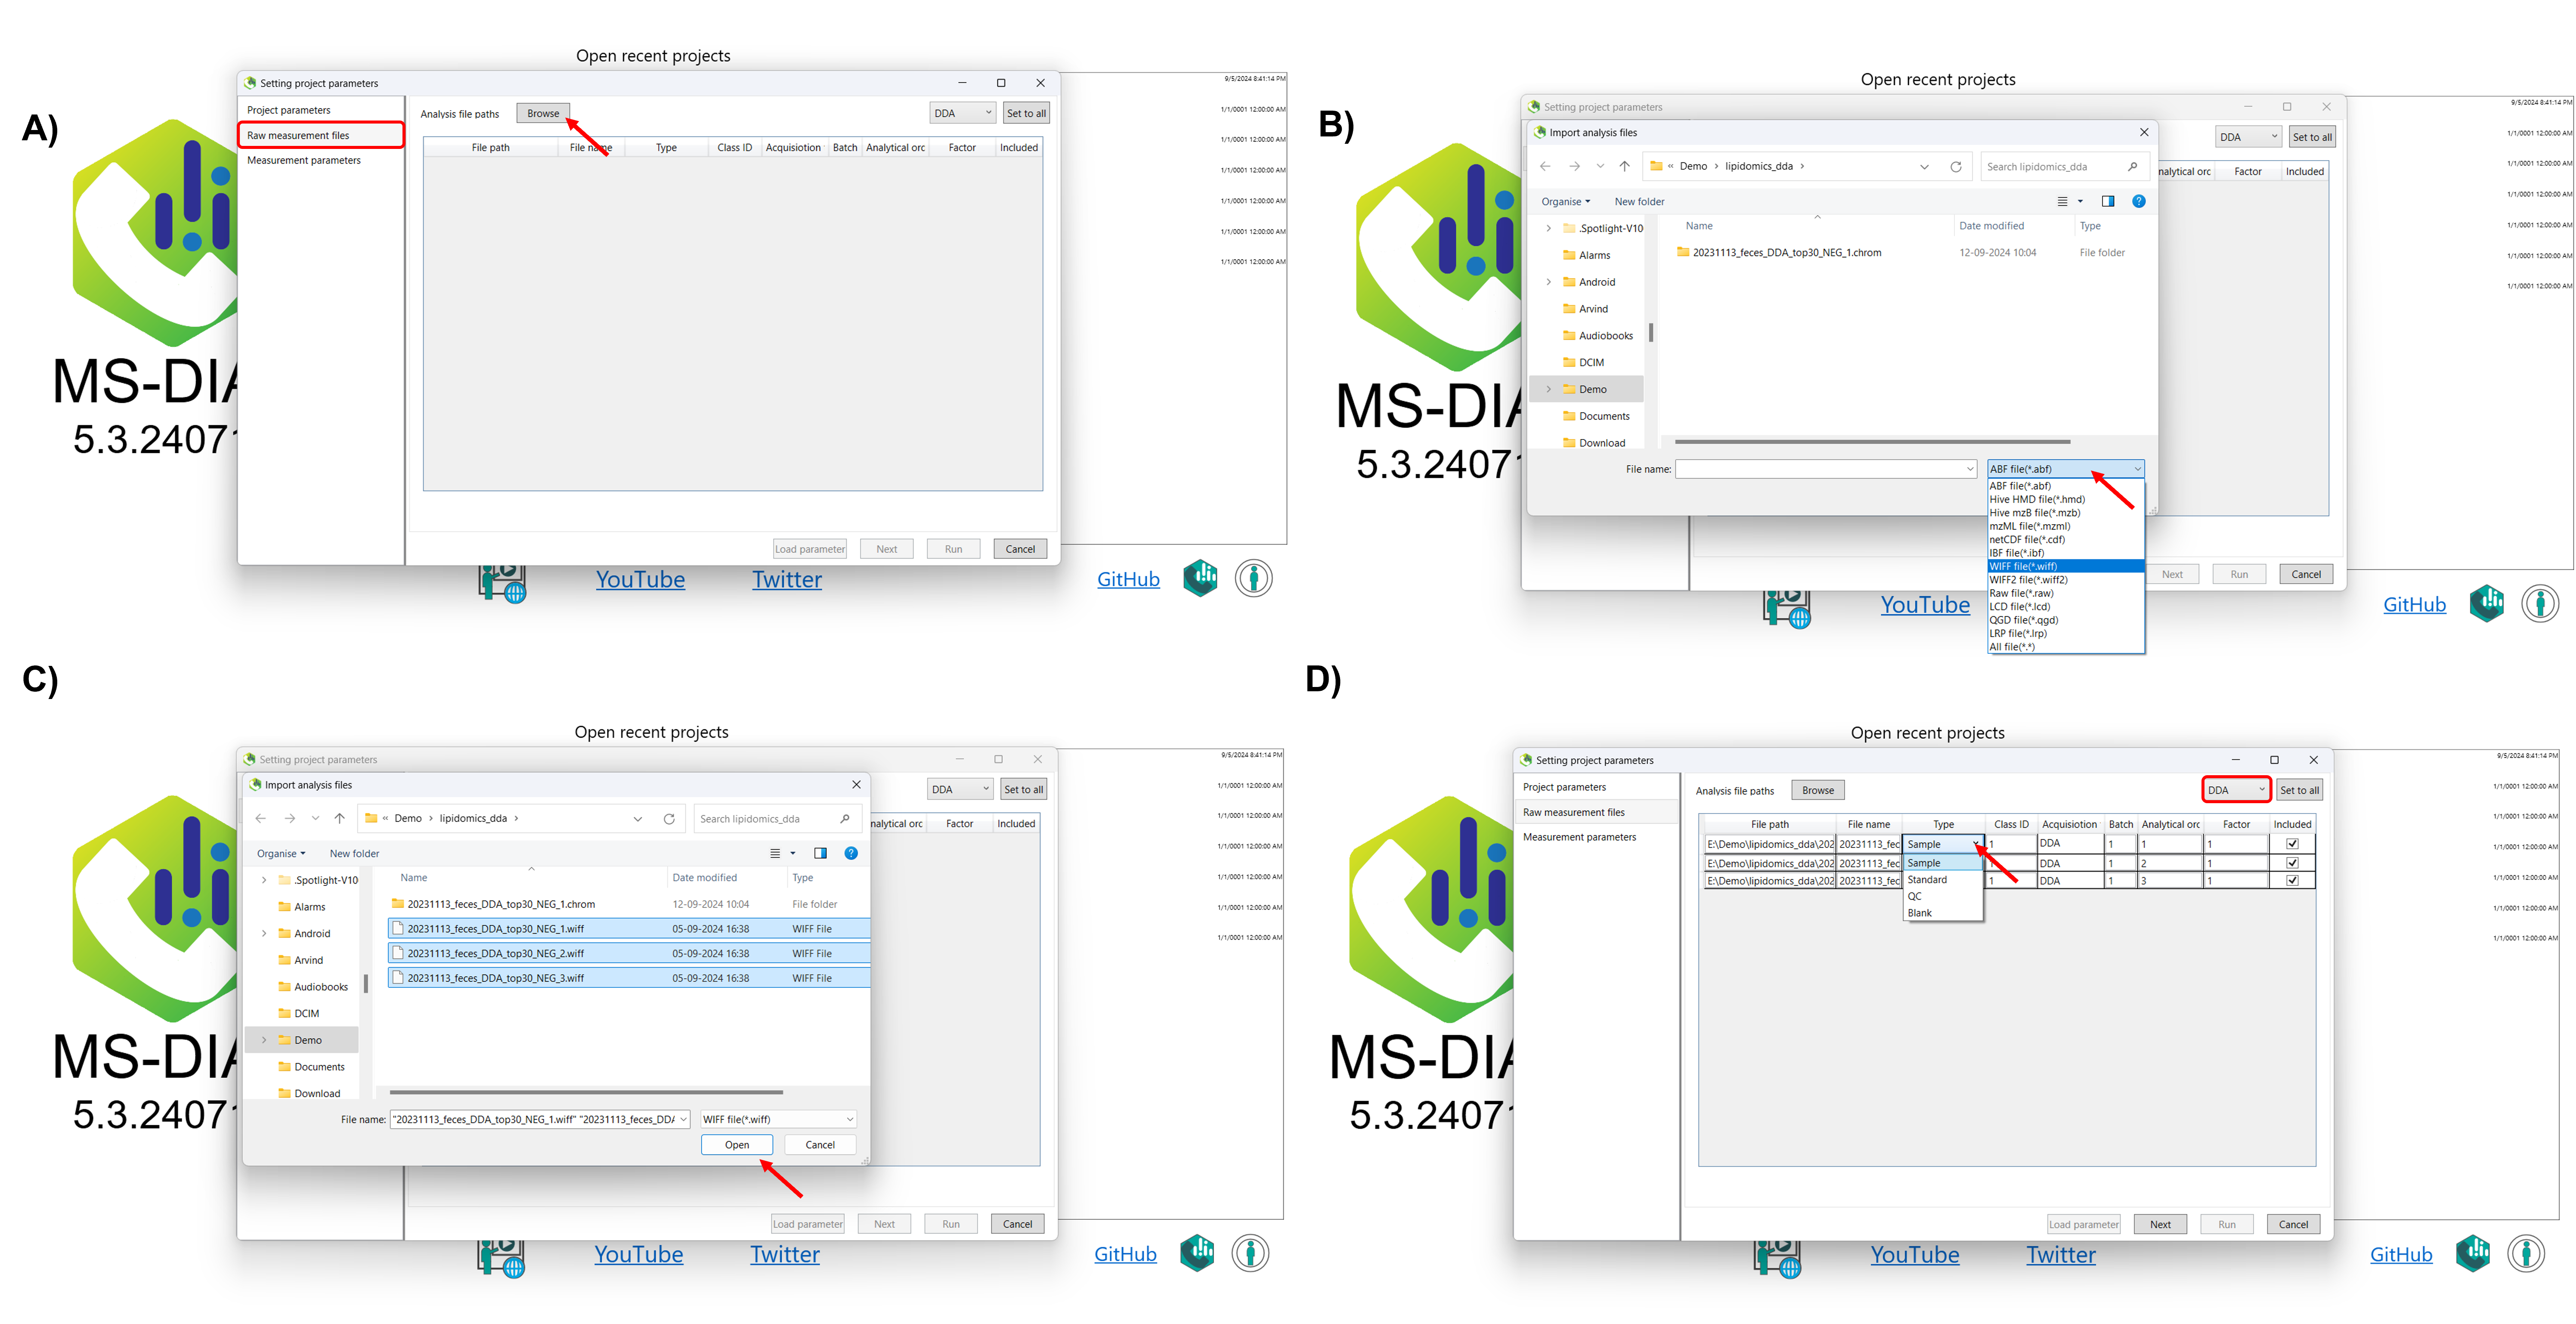 A)
Open recent projects
Setting project parameters
9/5/2024 8:41:14 PM
Project parameters
Raw measurement files
Measurement parameters
Analysis file paths
Browse
DDA
Set to all
File path File name Type Class ID Acquisiotion Batch Analytical orc Factor Included
1/1/0001 12:00:00 AM
1/1/0001 12:00:00 AM
1/1/0001 12:00:00 AM
1/1/0001 12:00:00 AM
1/1/0001 12:00:00 AM
1/1/0001 12:00:00 AM
MS-DIA
5.3.2407
Load parameter Next Run Cancel
YouTube Twitter GitHub
B)
Open recent projects
Setting project parameters
9/5/2024 8:41:14 PM
Import analysis files
DDA
Set to all
« Demo › lipidomics_dda ›
Search lipidomics_dda
nalytical orc Factor Included
Organise New folder
Name Date modified Type
.Spotlight-V10
20231113_feces_DDA_top30_NEG_1.chrom 12-09-2024 10:04 File folder
Alarms
Android
Arvind
Audiobooks
DCIM
Demo
Documents
Download
1/1/0001 12:00:00 AM
1/1/0001 12:00:00 AM
1/1/0001 12:00:00 AM
1/1/0001 12:00:00 AM
1/1/0001 12:00:00 AM
1/1/0001 12:00:00 AM
MS-DIA
5.3.2407
File name:
ABF file(*.abf)
ABF file(*.abf)
Hive HMD file(*.hmd)
Hive mzB file(*.mzb)
mzML file(*.mzml)
netCDF file(*.cdf)
IBF file(*.ibf)
WIFF file(*.wiff)
WIFF2 file(*.wiff2)
Raw file(*.raw)
LCD file(*.lcd)
QGD file(*.qgd)
LRP file(*.lrp)
All file(*.*)
Next Run Cancel
YouTube GitHub
C)
Open recent projects
Setting project parameters
9/5/2024 8:41:14 PM
Import analysis files
DDA
Set to all
« Demo › lipidomics_dda ›
Search lipidomics_dda
nalytical orc Factor Included
Organise New folder
Name Date modified Type
.Spotlight-V10
Alarms
Android
Arvind
Audiobooks
DCIM
Demo
Documents
Download
20231113_feces_DDA_top30_NEG_1.chrom 12-09-2024 10:04 File folder
20231113_feces_DDA_top30_NEG_1.wiff 05-09-2024 16:38 WIFF File
20231113_feces_DDA_top30_NEG_2.wiff 05-09-2024 16:38 WIFF File
20231113_feces_DDA_top30_NEG_3.wiff 05-09-2024 16:38 WIFF File
1/1/0001 12:00:00 AM
1/1/0001 12:00:00 AM
1/1/0001 12:00:00 AM
1/1/0001 12:00:00 AM
1/1/0001 12:00:00 AM
1/1/0001 12:00:00 AM
MS-DIA
5.3.2407
File name: "20231113_feces_DDA_top30_NEG_1.wiff" "20231113_feces_DDA
WIFF file(*.wiff)
Open Cancel
Load parameter Next Run Cancel
YouTube Twitter GitHub
D)
Open recent projects
Setting project parameters
9/5/2024 8:41:14 PM
Project parameters
Raw measurement files
Measurement parameters
Analysis file paths
Browse
DDA
Set to all
File path File name Type Class ID Acquisiotion Batch Analytical orc Factor Included
E:\Demo\lipidomics_dda\202 20231113_fec Sample 1 DDA 1 1 1
E:\Demo\lipidomics_dda\202 20231113_fec 1 DDA 1 2 1
E:\Demo\lipidomics_dda\202 20231113_fec 1 DDA 1 3 1
Sample
Standard
QC
Blank
1/1/0001 12:00:00 AM
1/1/0001 12:00:00 AM
1/1/0001 12:00:00 AM
1/1/0001 12:00:00 AM
1/1/0001 12:00:00 AM
1/1/0001 12:00:00 AM
MS-DIA
5.3.2407
Load parameter Next Run Cancel
YouTube Twitter GitHub